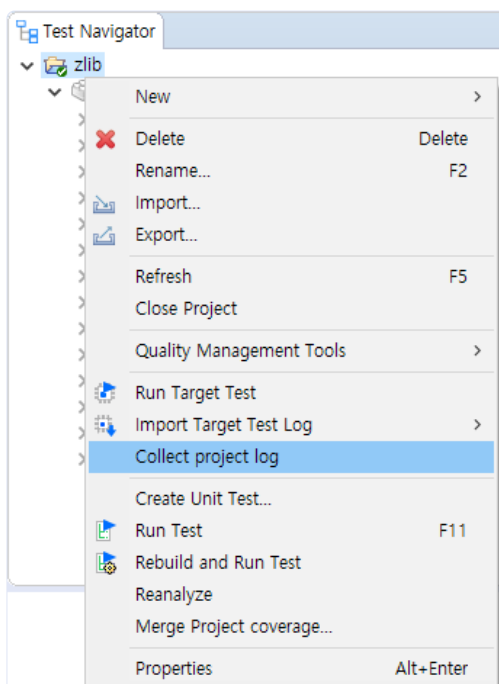 Test Navigator
zlib
New
Delete Delete
Rename... F2
Import...
Export...
Refresh F5
Close Project
Quality Management Tools
Run Target Test
Import Target Test Log
Collect project log
Create Unit Test...
Run Test F11
Rebuild and Run Test
Reanalyze
Merge Project coverage...
Properties Alt+Enter